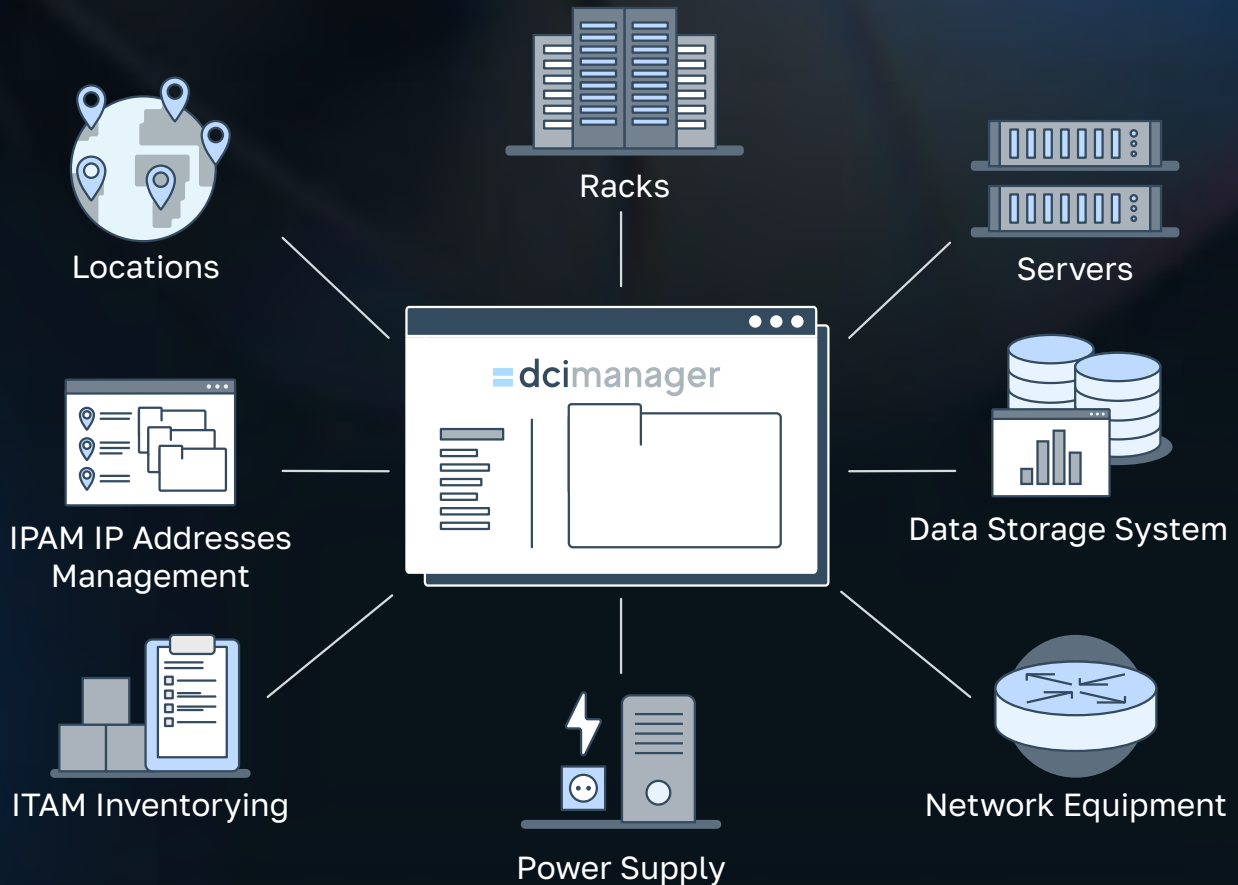 Racks
Locations
Servers
dcimanager
IPAM IP Addresses
Management
Data Storage System
ITAM Inventorying
Network Equipment
Power Supply